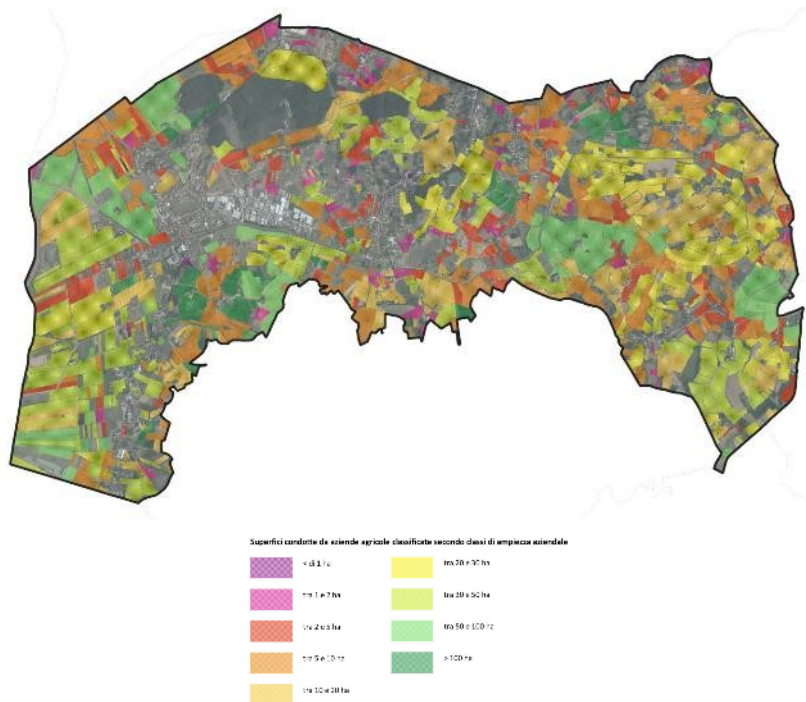 Superfici condotte da aziende agricole classificate secondo classi di ampiezza aziendale
< di 1 ha
tra 1 e 2 ha
tra 2 e 5 ha
tra 5 e 10 ha
tra 10 e 20 ha
tra 20 e 30 ha
tra 30 e 50 ha
tra 50 e 100 ha
> 100 ha